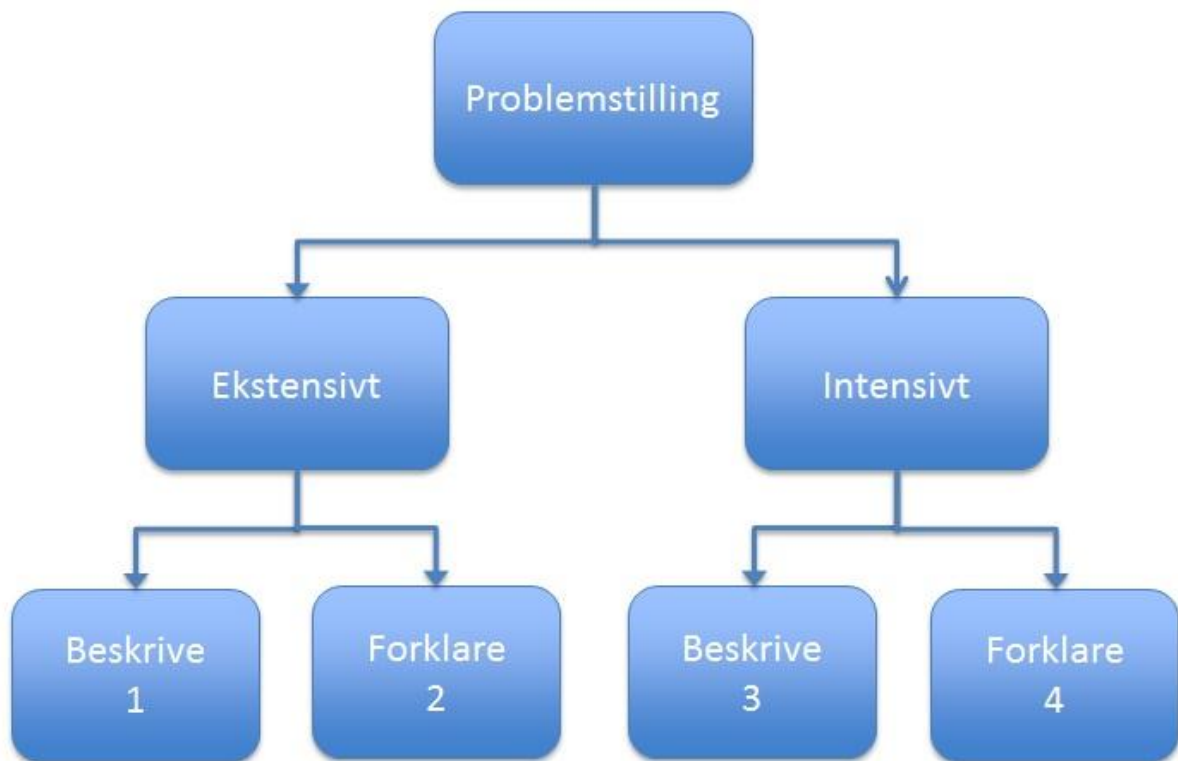 Problemstilling
Ekstensivt
Intensivt
Beskrive
1
Forklare
2
Beskrive
3
Forklare
4